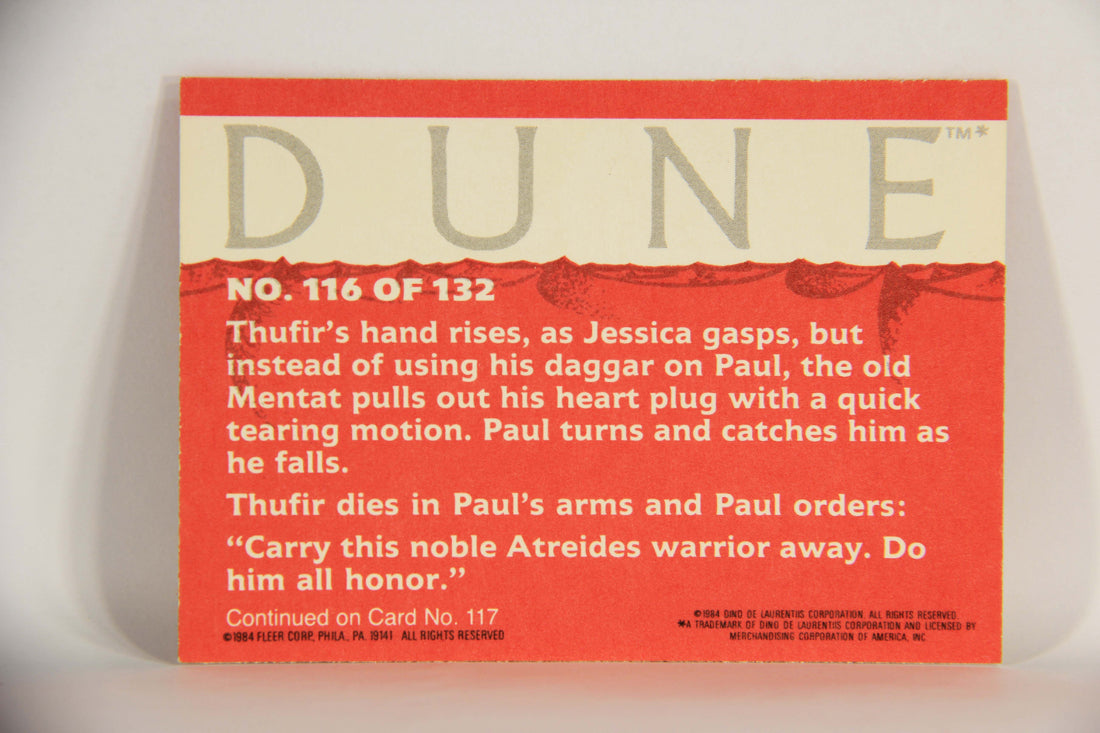 DUNE™*
NO. 116 OF 132
Thufir's hand rises, as Jessica gasps, but
instead of using his daggar on Paul, the old
Mentat pulls out his heart plug with a quick
tearing motion. Paul turns and catches him as
he falls.
Thufir dies in Paul's arms and Paul orders:
“Carry this noble Atreides warrior away. Do
him all honor.”
Continued on Card No. 117
©1984 FLEER CORP., PHILA., PA. 19141 ALL RIGHTS RESERVED
©1984 DINO DE LAURENTIIS CORPORATION. ALL RIGHTS RESERVED.
*A TRADEMARK OF DINO DE LAURENTIIS CORPORATION AND LICENSED BY
MERCHANDISING CORPORATION OF AMERICA, INC.